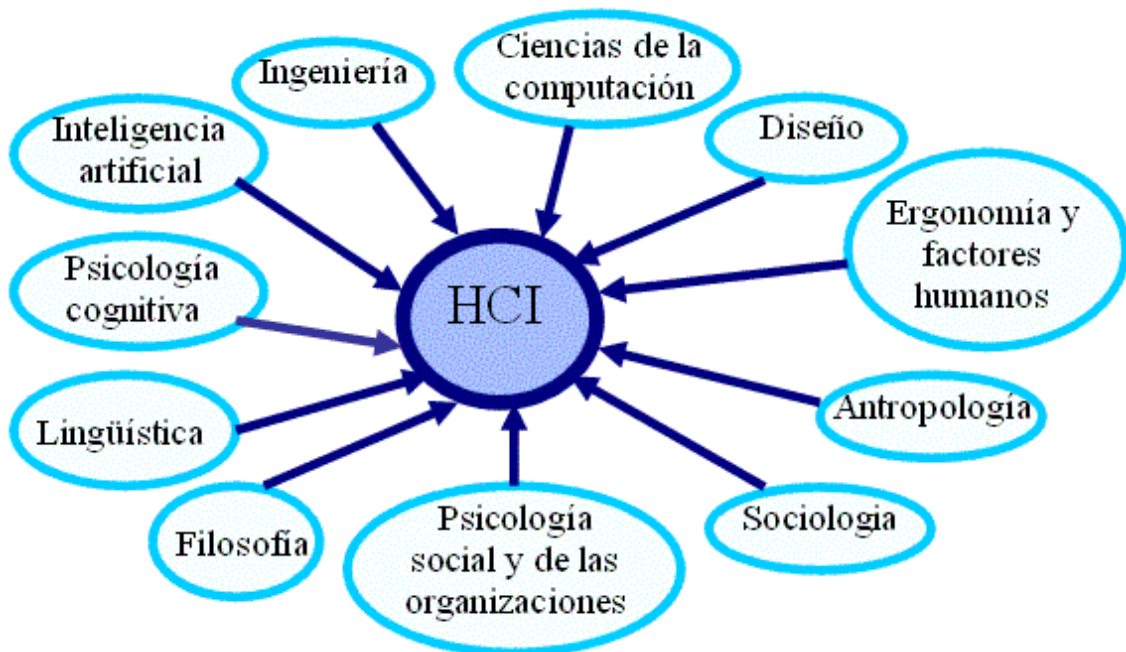 Ciencias de la
computación
Ingeniería
Diseño
Inteligencia
artificial
Ergonomía y
factores
humanos
Psicología
cognitiva
HCI
Antropología
Lingüística
Filosofía
Psicología
social y de las
organizaciones
Sociologia